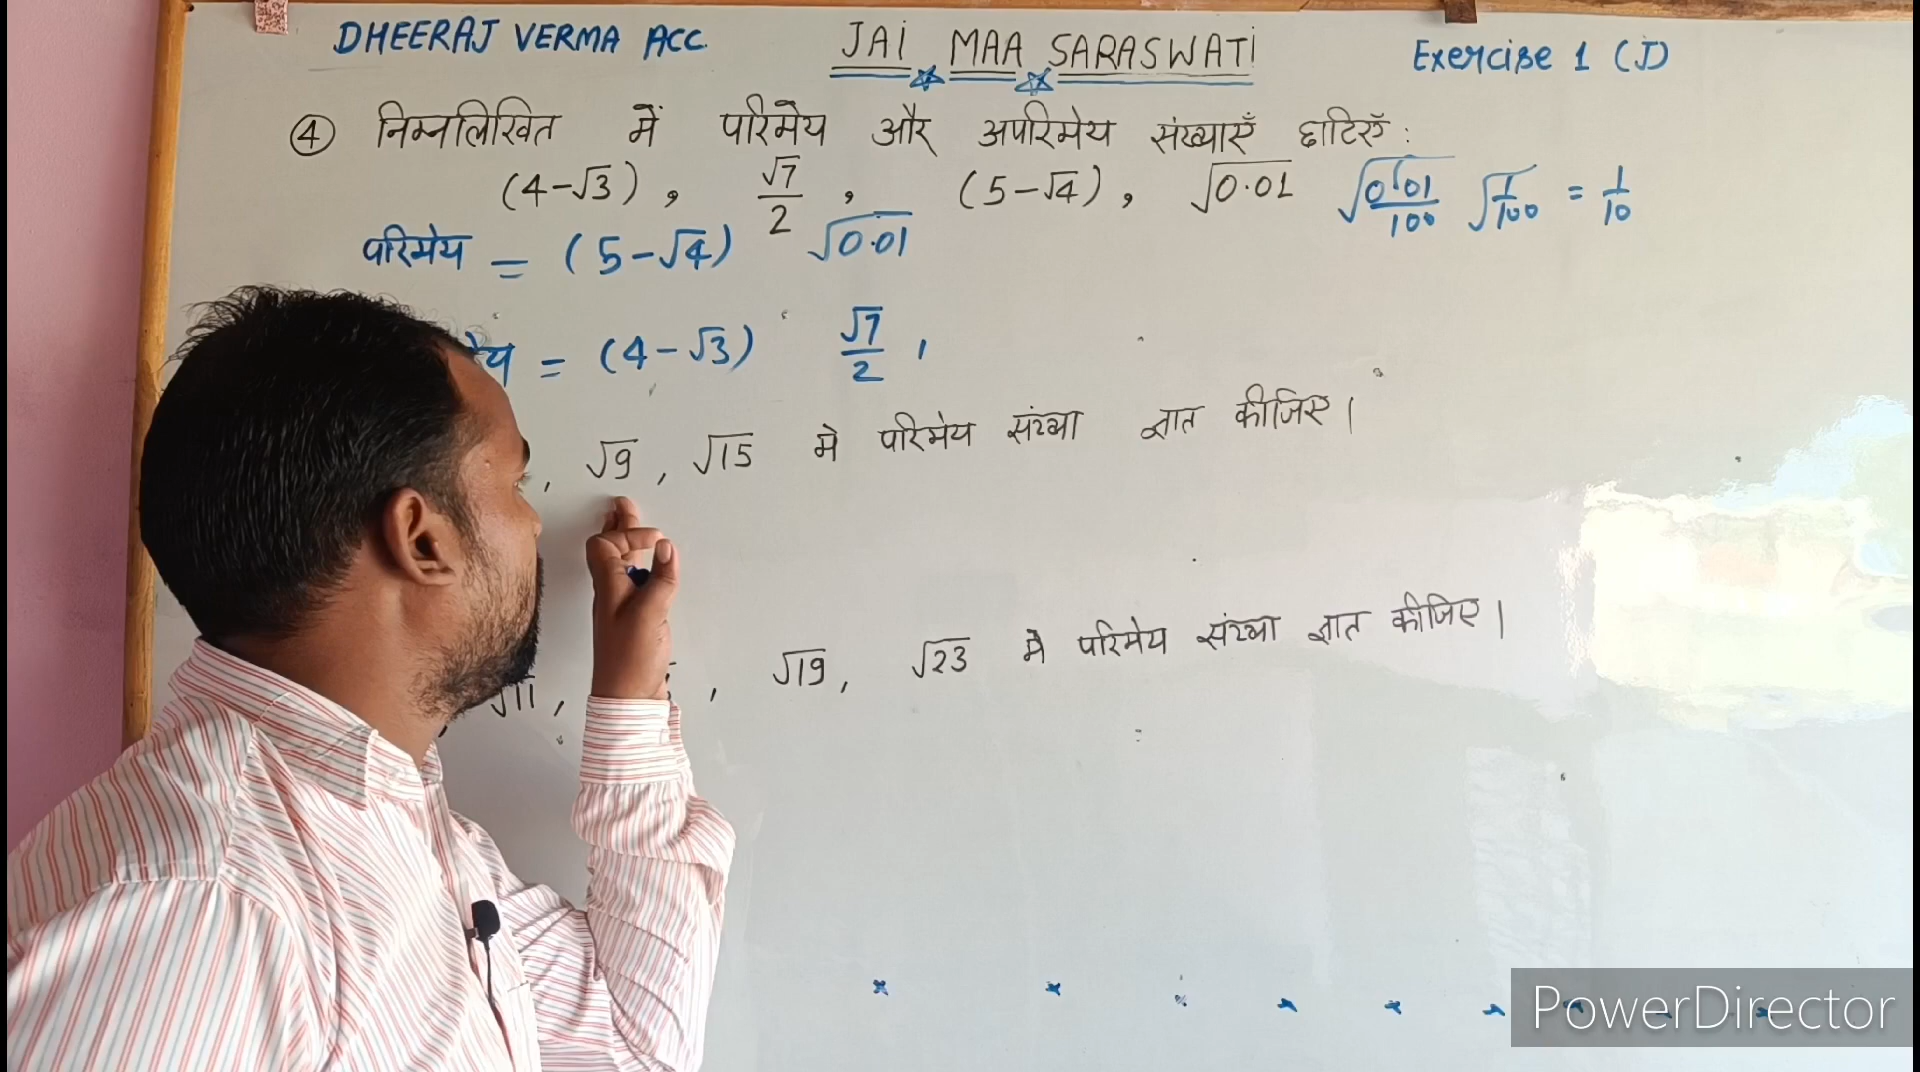 DHEERAJ VERMA ACC. JAI MAA SARASWATI Exercise 1 (J)
④ निम्नलिखित में परिमेय और अपरिमेय संख्याएँ छाटिएँ :
(4-√3), √7/2, (5-√4), √0.01 √001/100 √1/100 = 1/10
परिमेय = (5-√4) √0.01
मेय = (4-√3) √7/2,
, √9, √15 मे परिमेय संख्या ज्ञात कीजिए।
√11, , √19, √23 मे परिमेय संख्या ज्ञात कीजिए।
PowerDirector